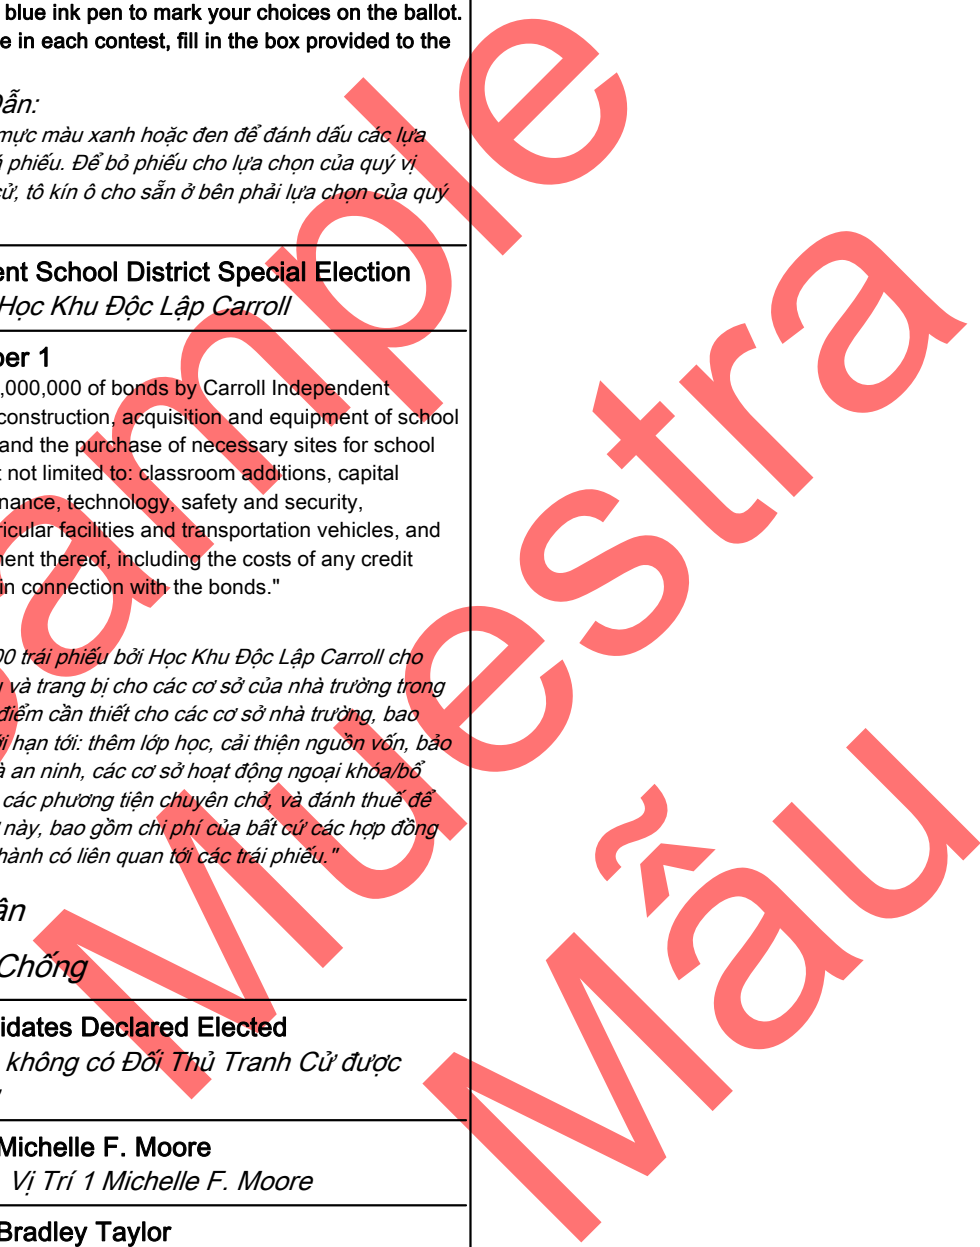 blue ink pen to mark your choices on the ballot.
e in each contest, fill in the box provided to the
Dẫn:
mực màu xanh hoặc đen để đánh dấu các lựa
phiếu. Để bỏ phiếu cho lựa chọn của quý vị
cử, tô kín ô cho sẵn ở bên phải lựa chọn của quý
ent School District Special Election
Học Khu Độc Lập Carroll
ber 1
,000,000 of bonds by Carroll Independent
construction, acquisition and equipment of school
and the purchase of necessary sites for school
t not limited to: classroom additions, capital
nance, technology, safety and security,
ricular facilities and transportation vehicles, and
ment thereof, including the costs of any credit
in connection with the bonds."
00 trái phiếu bởi Học Khu Độc Lập Carroll cho
và trang bị cho các cơ sở của nhà trường trong
điểm cần thiết cho các cơ sở nhà trường, bao
ới hạn tới: thêm lớp học, cải thiện nguồn vốn, bảo
à an ninh, các cơ sở hoạt động ngoại khóa/bổ
các phương tiện chuyên chở, và đánh thuế để
này, bao gồm chi phí của bất cứ các hợp đồng
hành có liên quan tới các trái phiếu."
ận
Chống
idates Declared Elected
không có Đối Thủ Tranh Cử được
Michelle F. Moore
Vị Trí 1 Michelle F. Moore
Bradley Taylor
Sample
Muestra
Mẫu